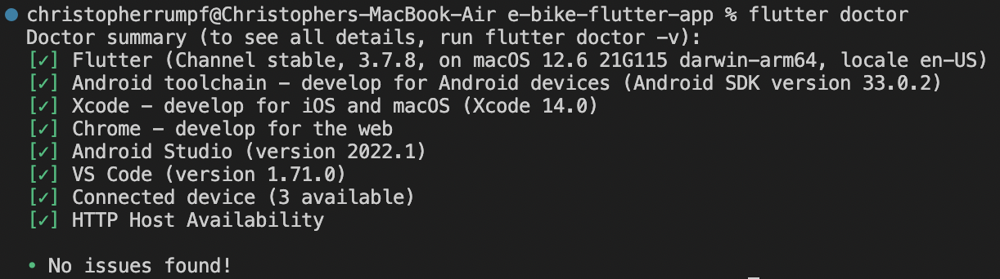 christopherrumpf@Christophers-MacBook-Air e-bike-flutter-app % flutter doctor
Doctor summary (to see all details, run flutter doctor -v):
[✓] Flutter (Channel stable, 3.7.8, on macOS 12.6 21G115 darwin-arm64, locale en-US)
[✓] Android toolchain - develop for Android devices (Android SDK version 33.0.2)
[✓] Xcode - develop for iOS and macOS (Xcode 14.0)
[✓] Chrome - develop for the web
[✓] Android Studio (version 2022.1)
[✓] VS Code (version 1.71.0)
[✓] Connected device (3 available)
[✓] HTTP Host Availability
• No issues found!